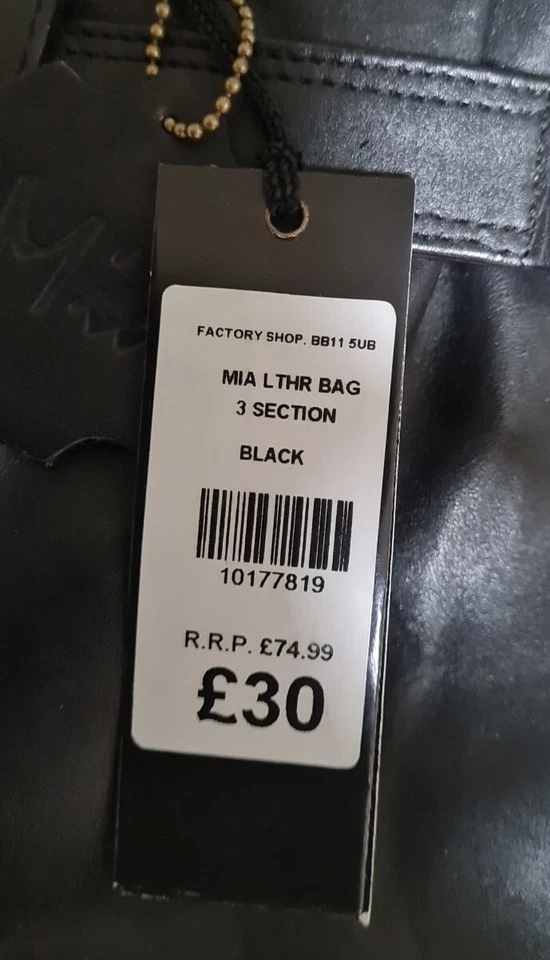 FACTORY SHOP. BB11 5UB
MIA LTHR BAG
3 SECTION
BLACK
10177819
R.R.P. £74.99
£30